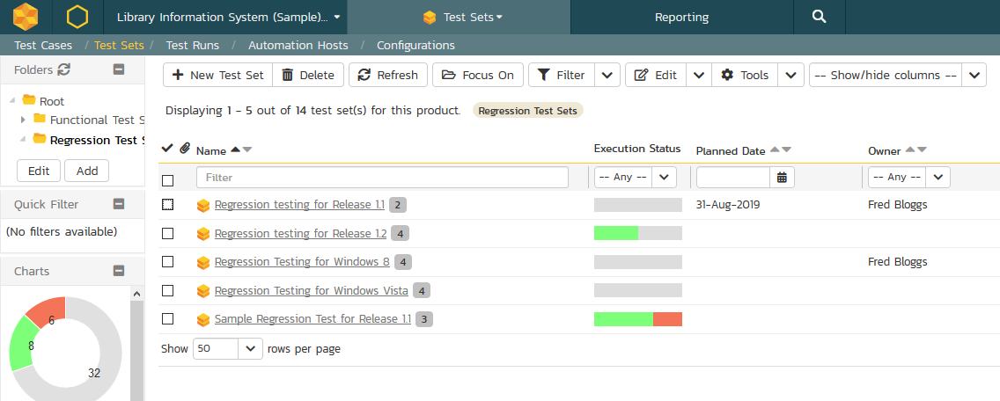 Library Information System (Sample)... Test Sets Reporting
Test Cases / Test Sets / Test Runs / Automation Hosts / Configurations
Folders
Root
Functional Test S
Regression Test S
Edit Add
Quick Filter
(No filters available)
Charts
6
8
32
New Test Set Delete Refresh Focus On Filter Edit Tools -- Show/hide columns --
Displaying 1 - 5 out of 14 test set(s) for this product. Regression Test Sets
Name Execution Status Planned Date Owner
Filter -- Any -- -- Any --
Regression testing for Release 1.1 2 31-Aug-2019 Fred Bloggs
Regression testing for Release 1.2 4
Regression Testing for Windows 8 4 Fred Bloggs
Regression Testing for Windows Vista 4
Sample Regression Test for Release 1.1 3
Show 50 rows per page